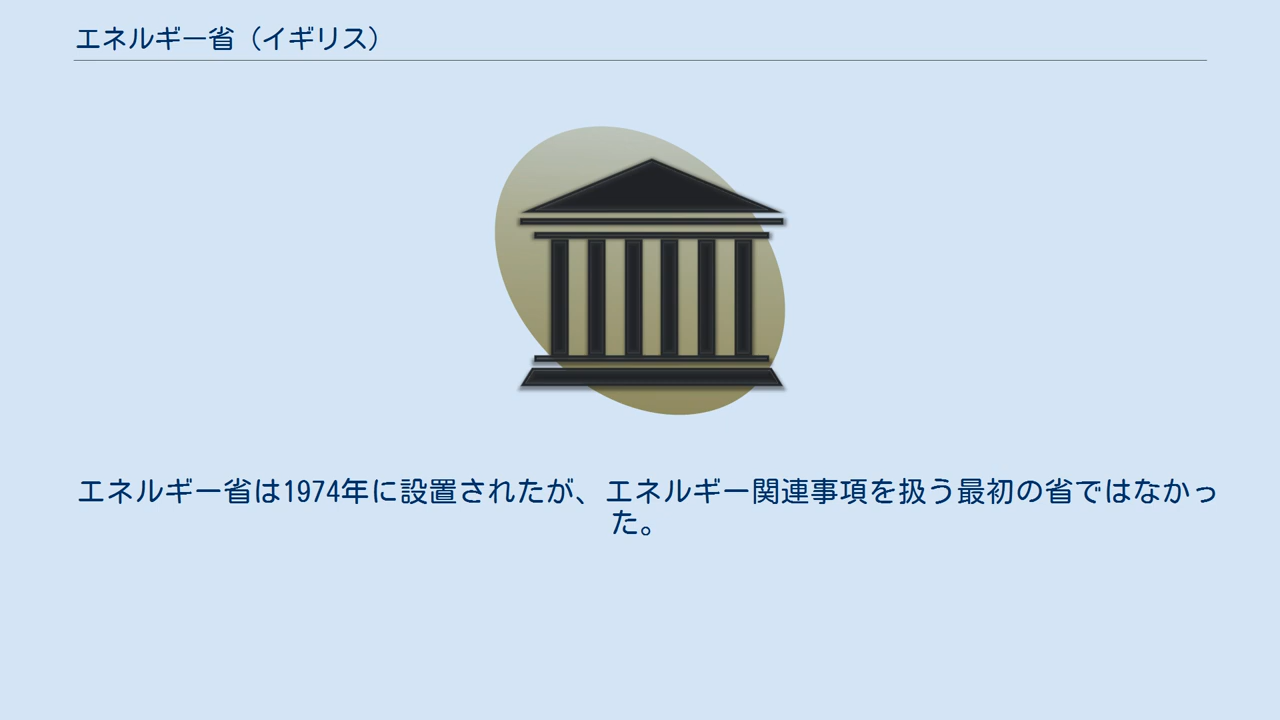 エネルギー省（イギリス）
エネルギー省は1974年に設置されたが、エネルギー関連事項を扱う最初の省ではなかっ
た。